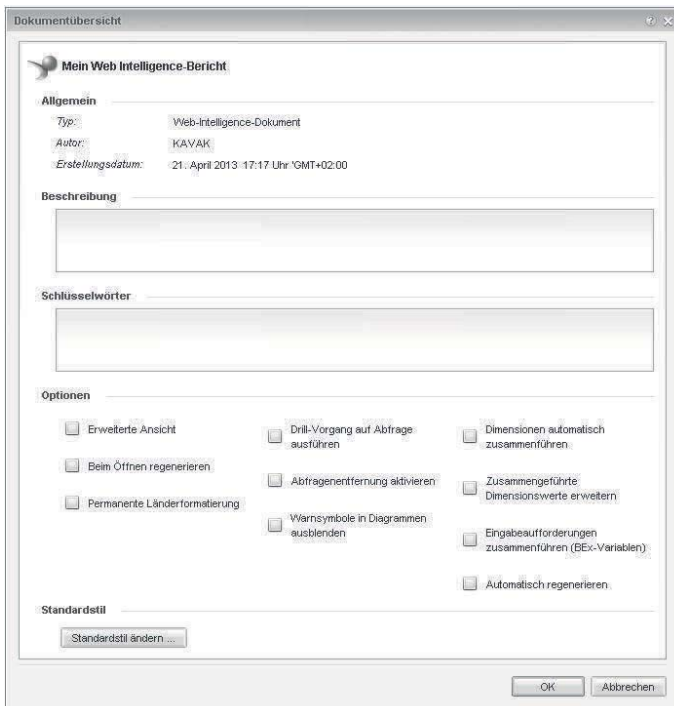 Dokumentübersicht
Mein Web Intelligence-Bericht
Allgemein
Typ: Web-Intelligence-Dokument
Autor: KAVAK
Erstellungsdatum: 21. April 2013 17:17 Uhr 'GMT+02:00
Beschreibung
Schlüsselwörter
Optionen
Erweiterte Ansicht
Beim Öffnen regenerieren
Permanente Länderformatierung
Drill-Vorgang auf Abfrage
ausführen
Abfragenentfernung aktivieren
Warnsymbole in Diagrammen
ausblenden
Dimensionen automatisch
zusammenführen
Zusammengeführte
Dimensionswerte erweitern
Eingabeaufforderungen
zusammenführen (BEx-Variablen)
Automatisch regenerieren
Standardstil
Standardstil ändern ...
OK
Abbrechen